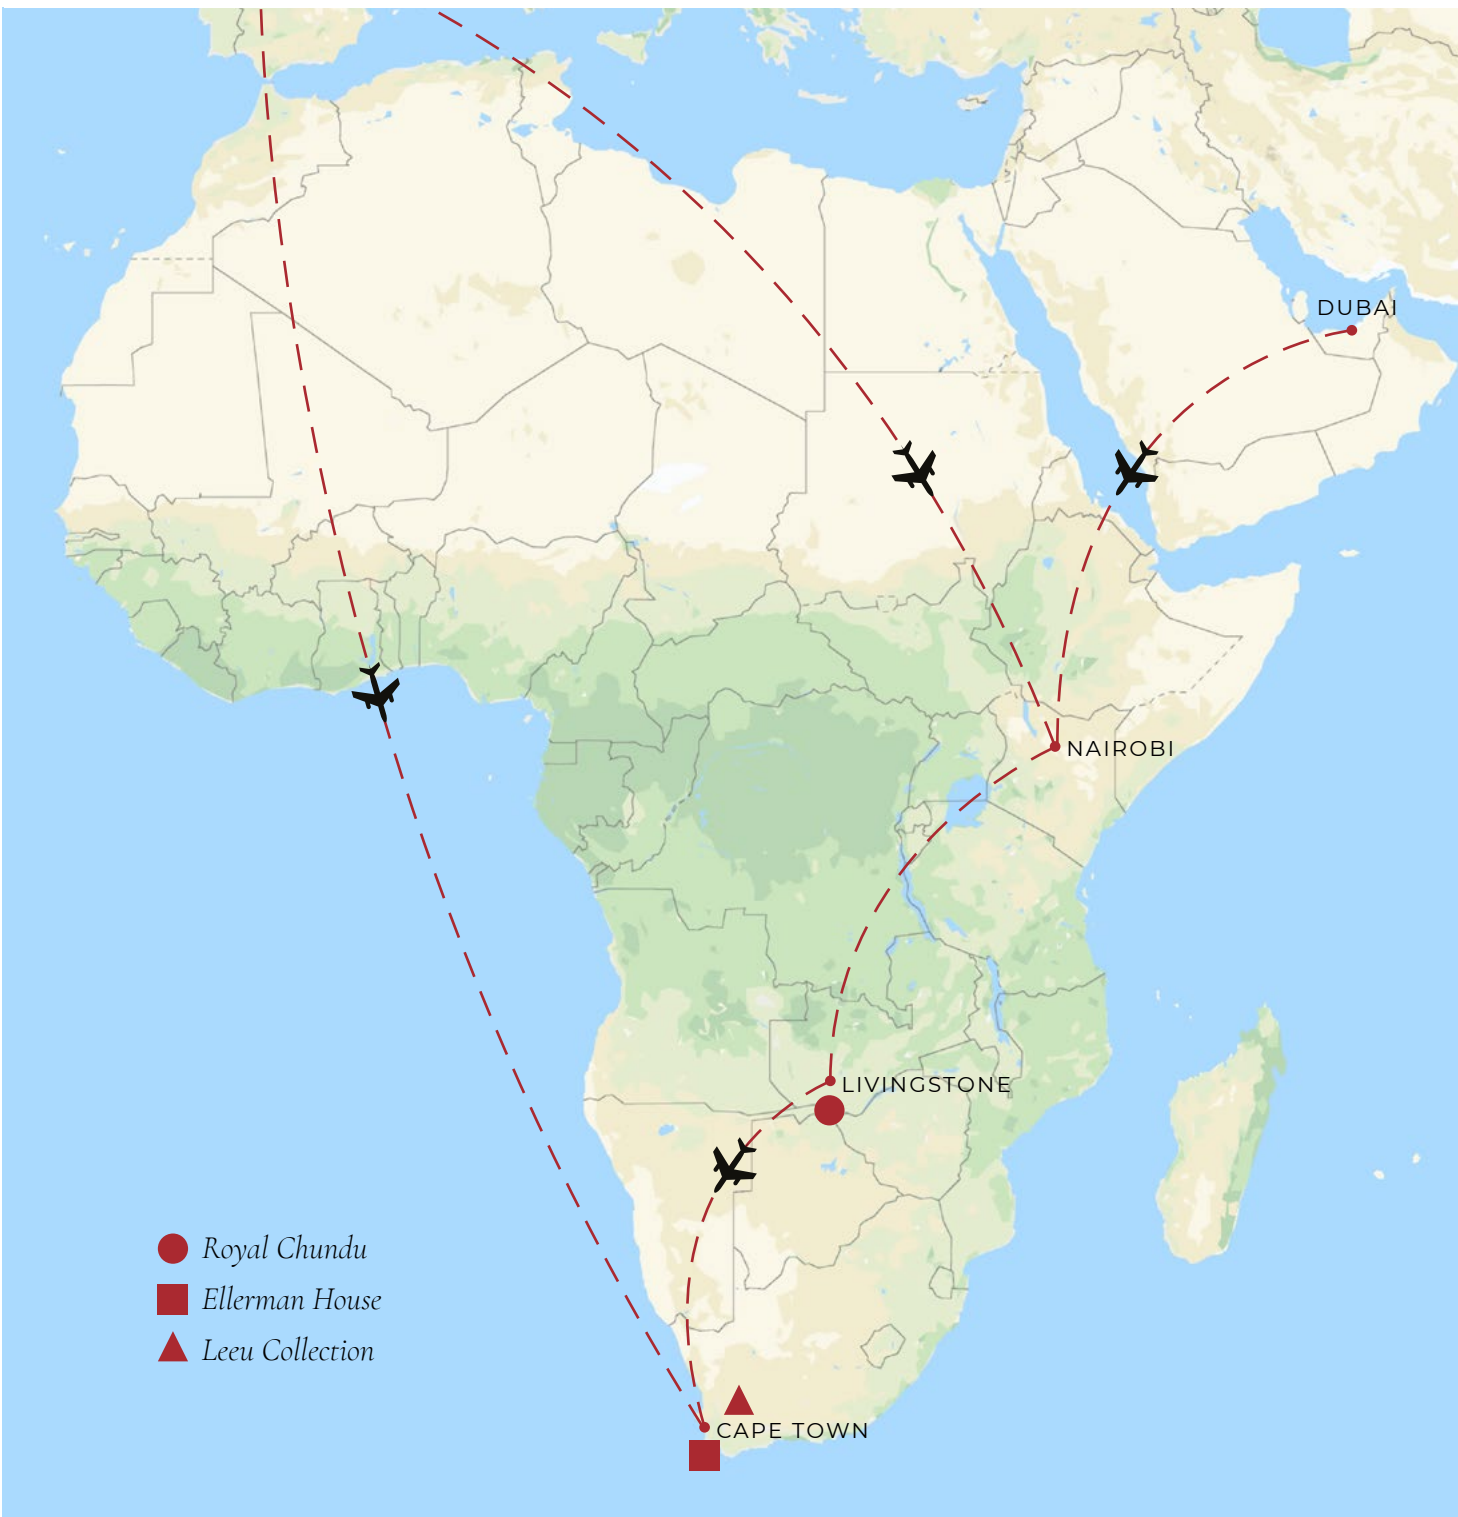 DUBAI
NAIROBI
LIVINGSTONE
Royal Chundu
Ellerman House
Leeu Collection
CAPE TOWN